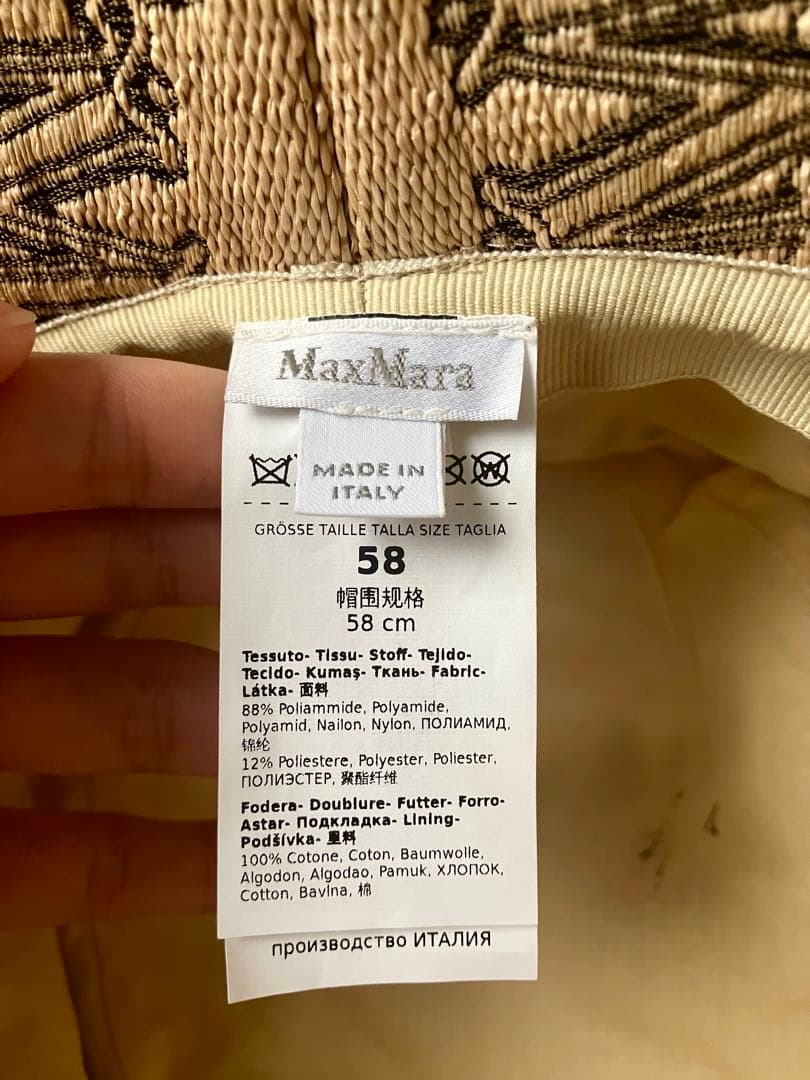 MaxMara
MADE IN
ITALY
GRÖSSE TAILLE TALLA SIZE TAGLIA
58
帽围规格
58 cm
Tessuto- Tissu- Stoff- Tejido-
Tecido- Kumaş- Ткань- Fabric-
Látka- 面料
88% Poliammide, Polyamide,
Polyamid, Nailon, Nylon, ПОЛИАМИД,
锦纶
12% Poliestere, Polyester, Poliester,
ПОЛИЭСТЕР, 聚酯纤维
Fodera- Doublure- Futter- Forro-
Astar- Подкладка- Lining-
Podšívka- 里料
100% Cotone, Coton, Baumwolle,
Algodon, Algodao, Pamuk, ХЛОПОК,
Cotton, Bavlna, 棉
производство ИТАЛИЯ